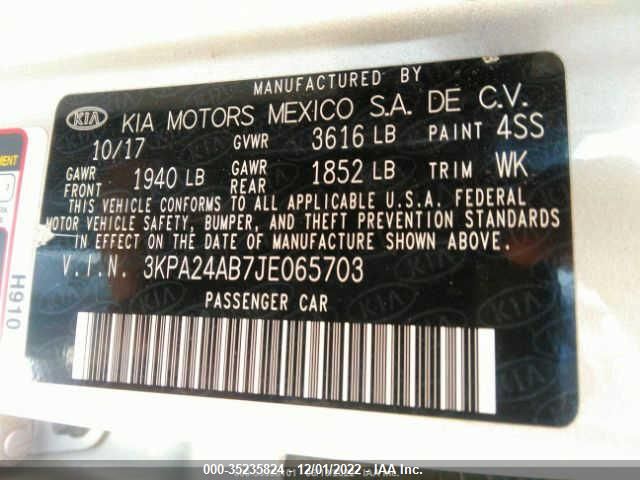 MANUFACTURED BY
KIA KIA MOTORS MEXICO S.A. DE C.V.
10/17 GVWR 3616 LB PAINT 4SS
GAWR FRONT 1940 LB GAWR REAR 1852 LB TRIM WK
THIS VEHICLE CONFORMS TO ALL APPLICABLE U.S.A. FEDERAL
MOTOR VEHICLE SAFETY, BUMPER, AND THEFT PREVENTION STANDARDS
IN EFFECT ON THE DATE OF MANUFACTURE SHOWN ABOVE.
V.I.N. 3KPA24AB7JE065703
PASSENGER CAR
H910
000-35235824 - 12/01/2022 - IAA Inc.